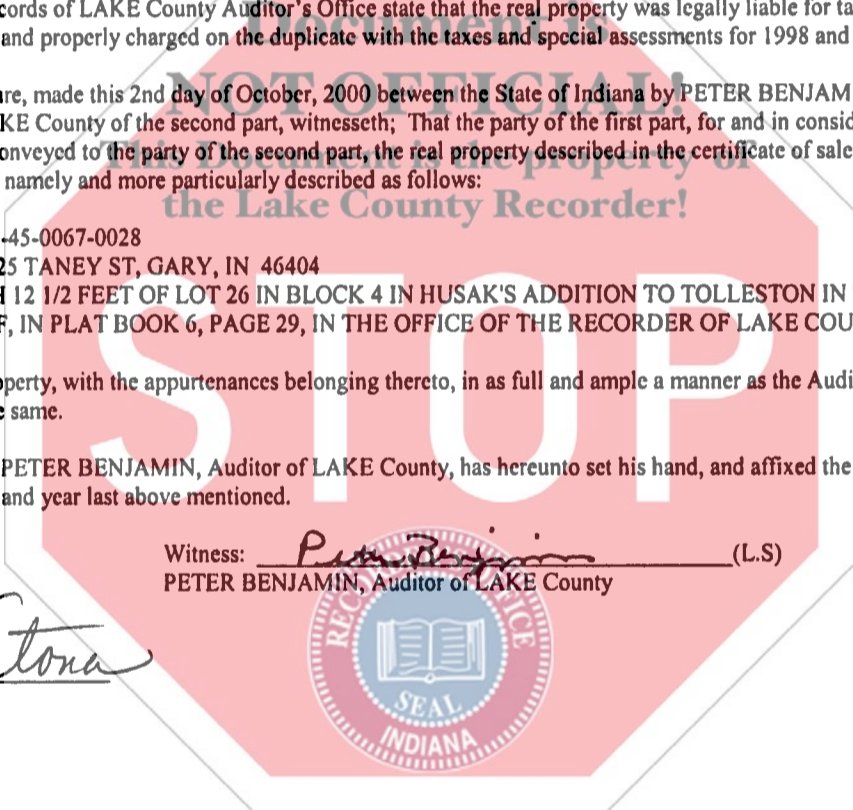 cords of LAKE County Auditor's Office state that the real property was legally liable for ta
and properly charged on the duplicate with the taxes and special assessments for 1998 and
Document is
NOT OFFICIAL!
This Document is the property of
the Lake County Recorder!
re, made this 2nd day of October, 2000 between the State of Indiana by PETER BENJAM
KE County of the second part, witnesseth; That the party of the first part, for and in consid
onveyed to the party of the second part, the real property described in the certificate of sale
namely and more particularly described as follows:
-45-0067-0028
25 TANEY ST, GARY, IN 46404
12 1/2 FEET OF LOT 26 IN BLOCK 4 IN HUSAK'S ADDITION TO TOLLESTON IN
F, IN PLAT BOOK 6, PAGE 29, IN THE OFFICE OF THE RECORDER OF LAKE COU
STOP
operty, with the appurtenances belonging thereto, in as full and ample a manner as the Audi
e same.
PETER BENJAMIN, Auditor of LAKE County, has hereunto set his hand, and affixed the
and year last above mentioned.
Witness: Peter Benjamin (L.S)
PETER BENJAMIN, Auditor of LAKE County
RECORDER'S OFFICE
SEAL
INDIANA